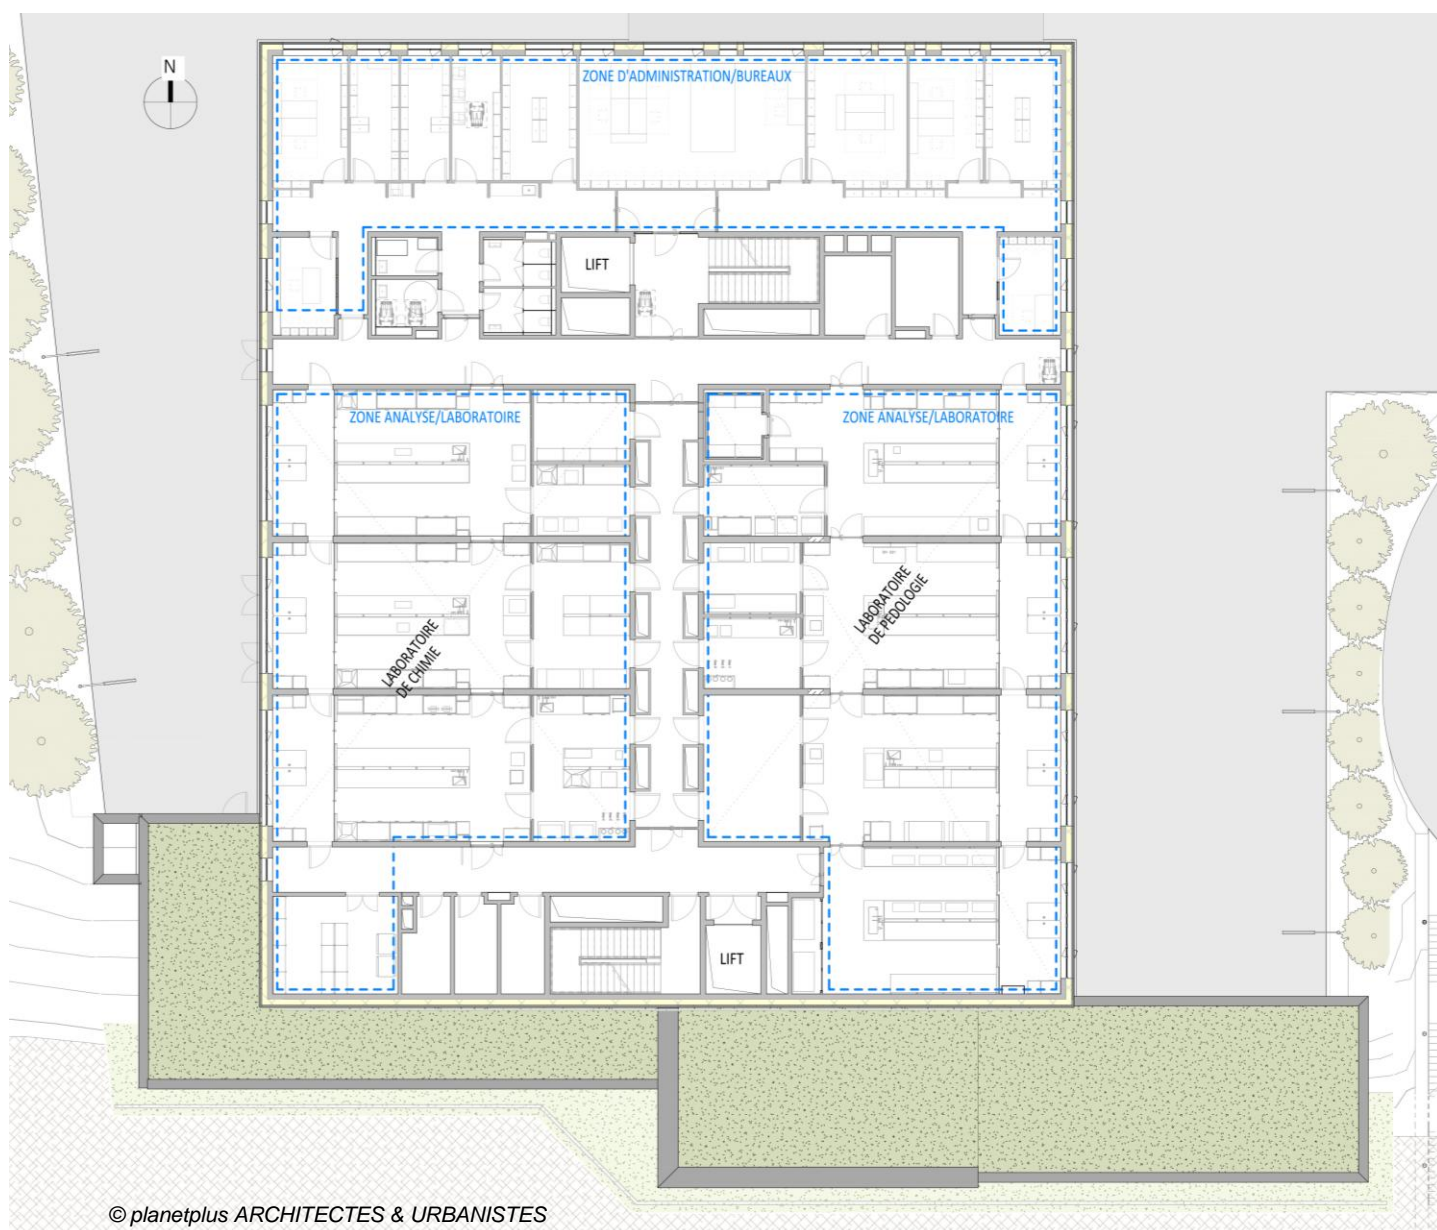 N
ZONE D'ADMINISTRATION/BUREAUX
LIFT
ZONE ANALYSE/LABORATOIRE
ZONE ANALYSE/LABORATOIRE
LABORATOIRE
DE CHIMIE
LABORATOIRE
DE PEDOLOGIE
LIFT
© planetplus ARCHITECTES & URBANISTES